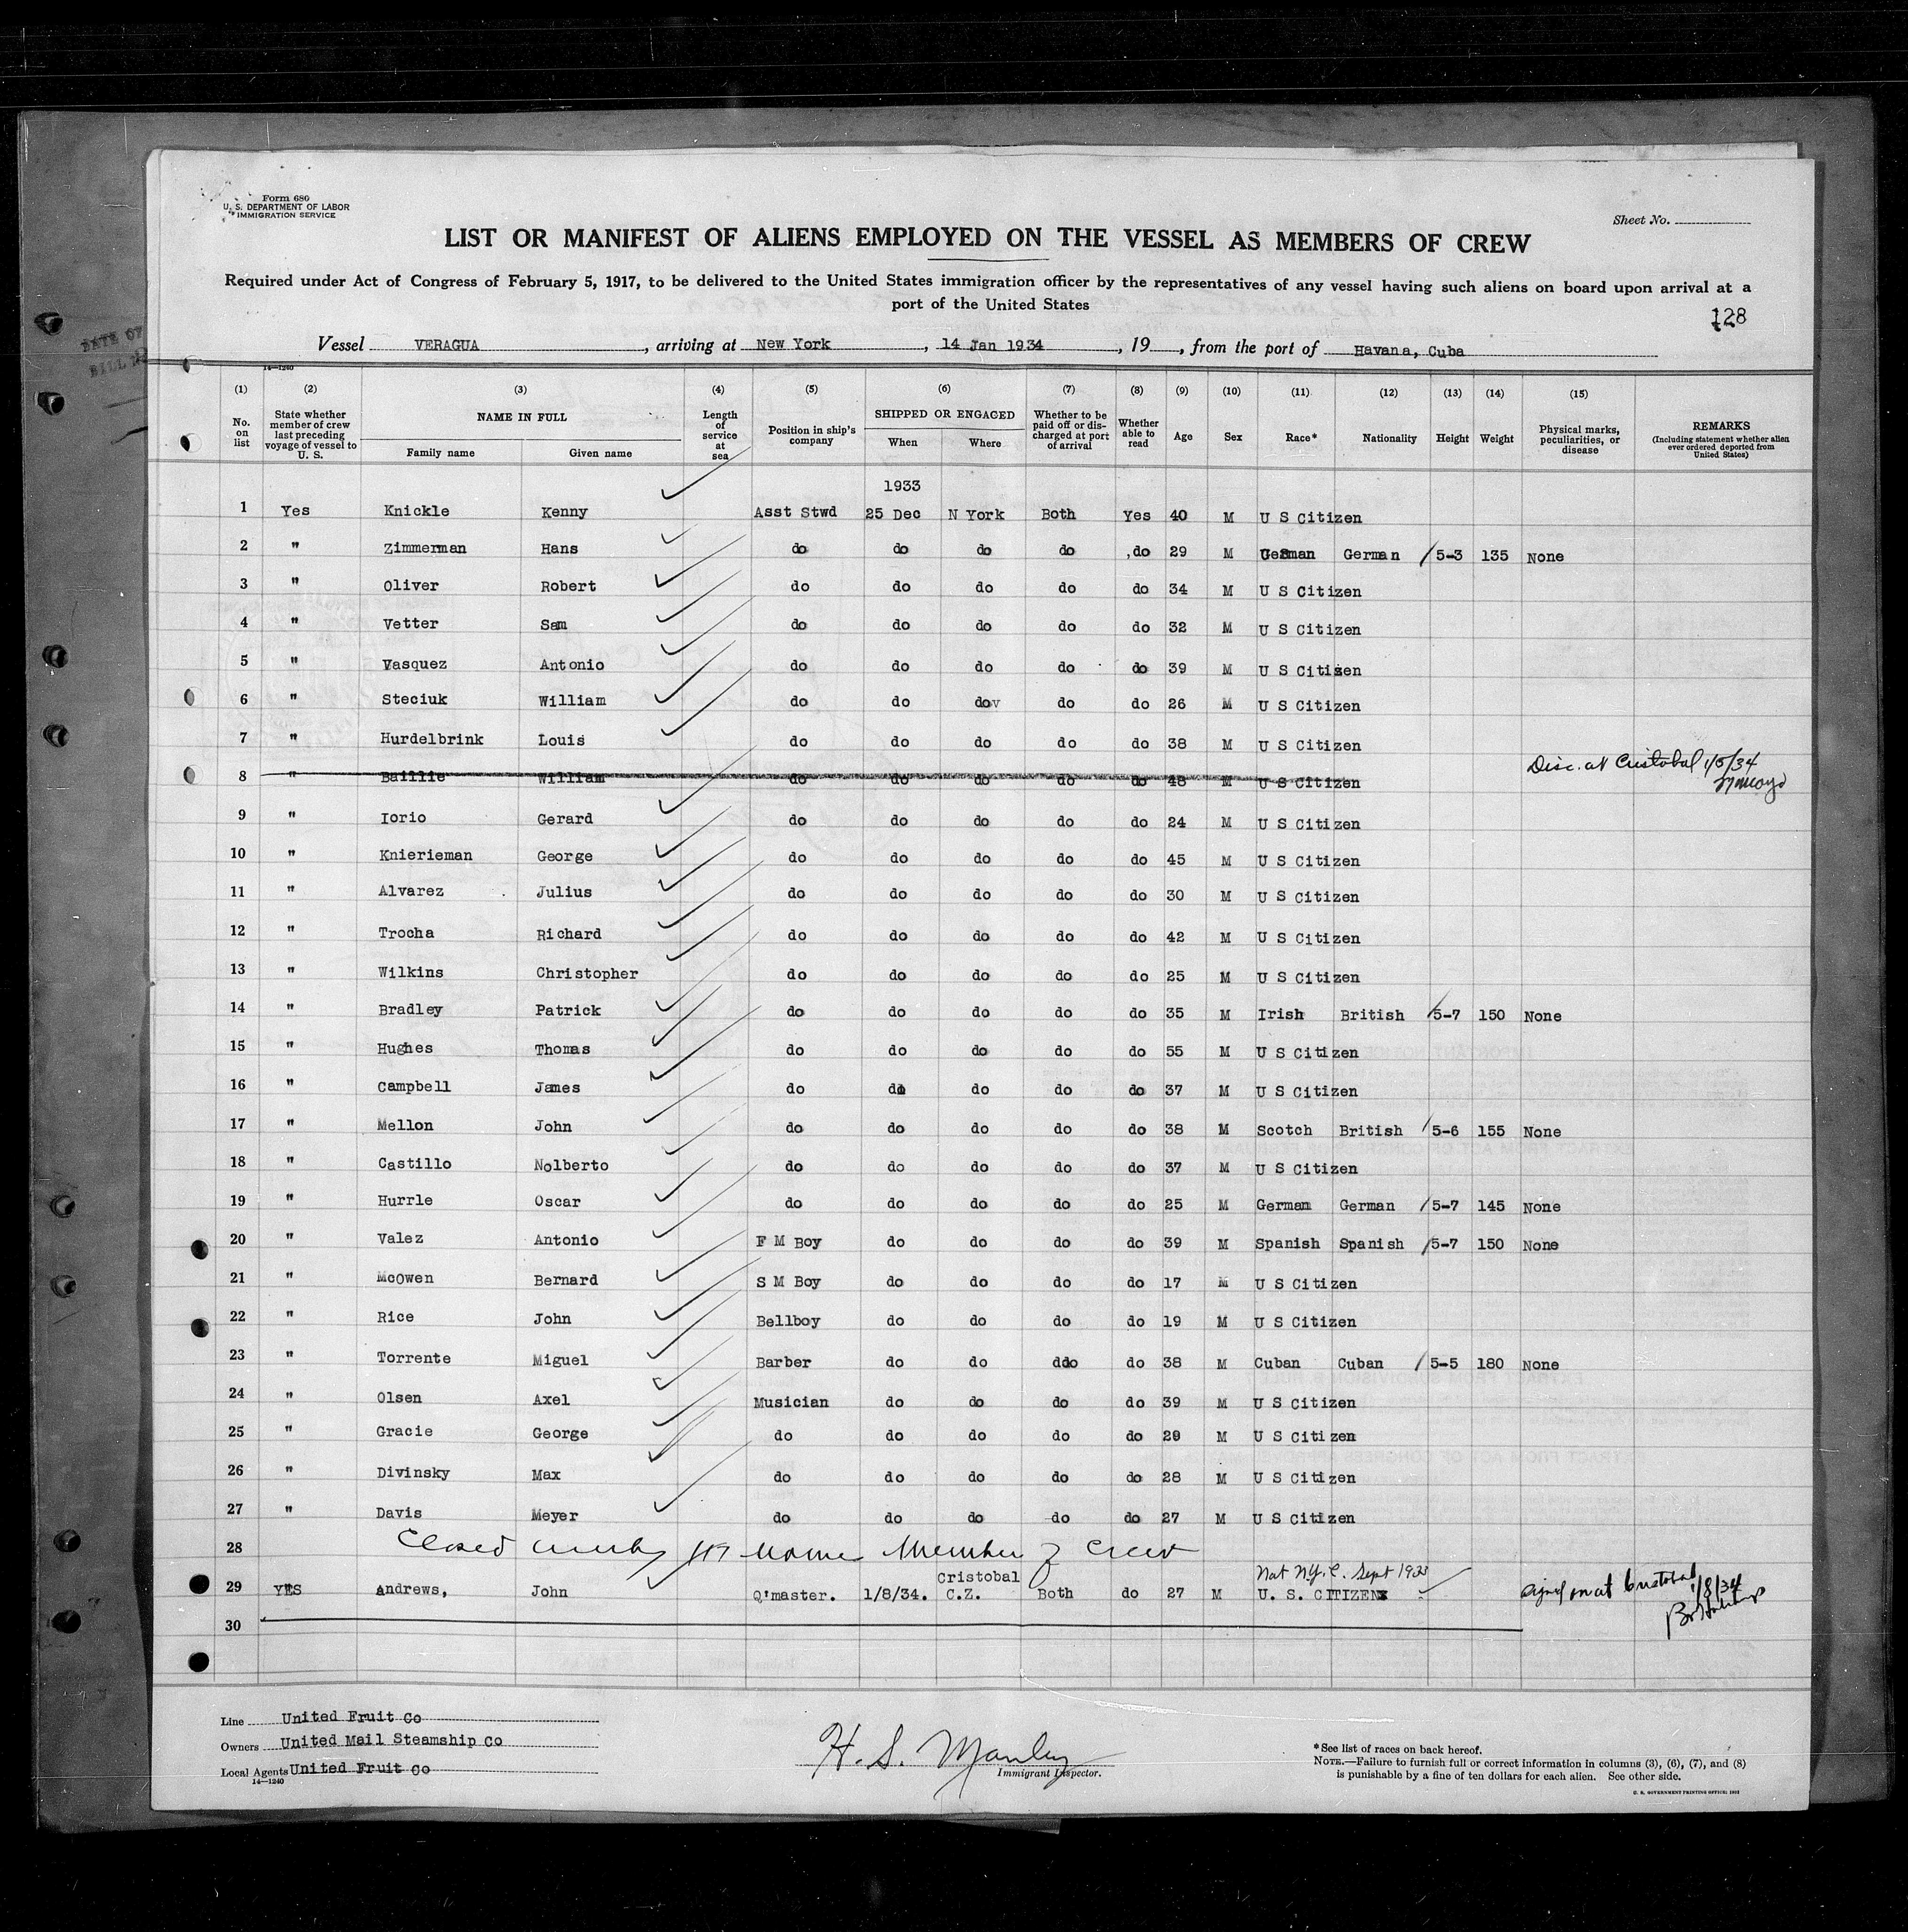 Form 680
U. S. DEPARTMENT OF LABOR
IMMIGRATION SERVICE
Sheet No.
LIST OR MANIFEST OF ALIENS EMPLOYED ON THE VESSEL AS MEMBERS OF CREW
Required under Act of Congress of February 5, 1917, to be delivered to the United States immigration officer by the representatives of any vessel having such aliens on board upon arrival at a
port of the United States
128
DATE OF
Vessel VERAGUA, arriving at New York, 14 Jan 1934, 19, from the port of Havana, Cuba
14—1240
(1) (2) (3) (4) (5) (6) (7) (8) (9) (10) (11) (12) (13) (14) (15)
No. on list State whether member of crew last preceding voyage of vessel to U. S. NAME IN FULL Family name Given name Length of service at sea Position in ship's company SHIPPED OR ENGAGED When Where Whether to be paid off or discharged at port of arrival Whether able to read Age Sex Race* Nationality Height Weight Physical marks, peculiarities, or disease REMARKS (Including statement whether alien ever ordered deported from United States)
1933
1 Yes Knickle Kenny Asst Stwd 25 Dec N York Both Yes 40 M U S Citizen
2 " Zimmerman Hans do do do do do 29 M German German 5-3 135 None
3 " Oliver Robert do do do do do 34 M U S Citizen
4 " Vetter Sam do do do do do 32 M U S Citizen
5 " Vasquez Antonio do do do do do 39 M U S Citizen
6 " Steciuk William do do dov do do 26 M U S Citizen
7 " Hurdelbrink Louis do do do do do 38 M U S Citizen
8 " Baillie William do do do do do 48 M U S Citizen Disc. at Cristobal 1/5/34
9 " Iorio Gerard do do do do do 24 M U S Citizen
10 " Knierieman George do do do do do 45 M U S Citizen
11 " Alvarez Julius do do do do do 30 M U S Citizen
12 " Trocha Richard do do do do do 42 M U S Citizen
13 " Wilkins Christopher do do do do do 25 M U S Citizen
14 " Bradley Patrick do do do do do 35 M Irish British 5-7 150 None
15 " Hughes Thomas do do do do do 55 M U S Citizen
16 " Campbell James do do do do do 37 M U S Citizen
17 " Mellon John do do do do do 38 M Scotch British 5-6 155 None
18 " Castillo Nolberto do do do do do 37 M U S Citizen
19 " Hurrle Oscar do do do do do 25 M German German 5-7 145 None
20 " Valez Antonio F M Boy do do do do 39 M Spanish Spanish 5-7 150 None
21 " McOwen Bernard S M Boy do do do do 17 M U S Citizen
22 " Rice John Bellboy do do do do 19 M U S Citizen
23 " Torrente Miguel Barber do do ddo do 38 M Cuban Cuban 5-5 180 None
24 " Olsen Axel Musician do do do do 39 M U S Citizen
25 " Gracie George do do do do do 29 M U S Citizen
26 " Divinsky Max do do do do do 28 M U S Citizen
27 " Davis Meyer do do do do do 27 M U S Citizen
28 Closed Member of Crew
Cristobal Nat N.Y.C. Sept 1933
29 YES Andrews, John Q'master. 1/8/34. C.Z. Both do 27 M U. S. CITIZEN Signed on at Cristobal 1/8/34
30
Line United Fruit Co
Owners United Mail Steamship Co
Local Agents United Fruit Co
14—1240
H. S. Manley
Immigrant Inspector.
*See list of races on back hereof.
NOTE.—Failure to furnish full or correct information in columns (3), (6), (7), and (8)
is punishable by a fine of ten dollars for each alien. See other side.
U. S. GOVERNMENT PRINTING OFFICE: 1932